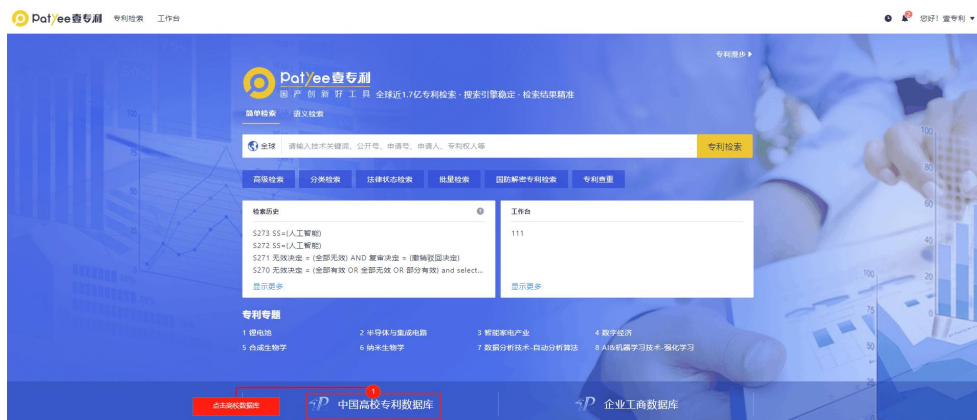 Patyee壹专利 专利检索 工作台
2 您好！壹专利
专利漫步
Patyee壹专利
国产创新好工具 全球近1.7亿专利检索 · 搜索引擎稳定 · 检索结果精准
简单检索 语义检索
全球 请输入技术关键词、公开号、申请号、申请人、专利权人等 专利检索
高级检索 分类检索 法律状态检索 批量检索 国防解密专利检索 专利查重
检索历史
S273 SS=(人工智能)
S272 SS=(人工智能)
S271 无效决定 = (全部无效) AND 复审决定 = (撤销驳回决定)
S270 无效决定 = (全部有效 OR 全部无效 OR 部分有效) and select...
显示更多
工作台
111
显示更多
专利专题
1 锂电池 2 半导体与集成电路 3 智能家电产业 4 数字经济
5 合成生物学 6 纳米生物学 7 数据分析技术-自动分析算法 8 AI&机器学习技术-强化学习
1
点击高校数据库 中国高校专利数据库 企业工商数据库